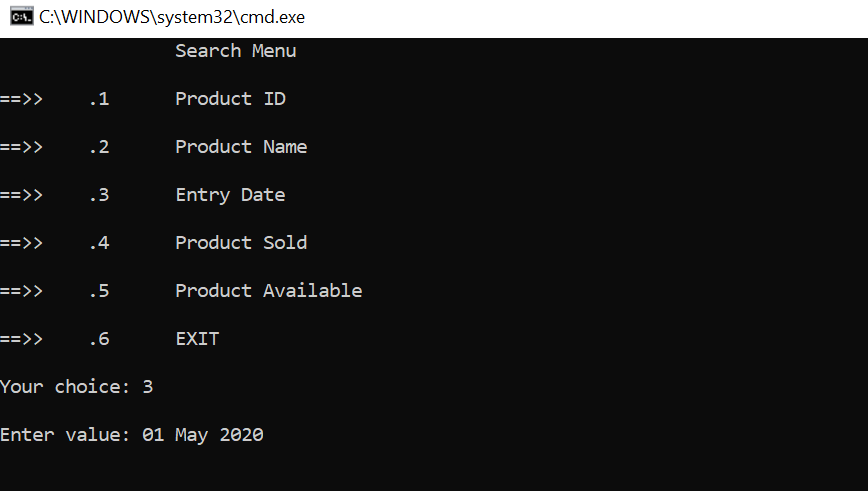 C:\WINDOWS\system32\cmd.exe
Search Menu
==>> .1 Product ID
==>> .2 Product Name
==>> .3 Entry Date
==>> .4 Product Sold
==>> .5 Product Available
==>> .6 EXIT
Your choice: 3
Enter value: 01 May 2020